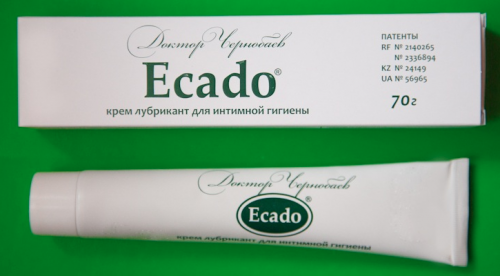 Доктор Чернобаев
Ecado®
крем лубрикант для интимной гигиены
ПАТЕНТЫ
RF № 2140265
№ 2336894
KZ № 24149
UA № 56965
70г
Доктор Чернобаев
Ecado®
крем лубрикант для интимной гигиены